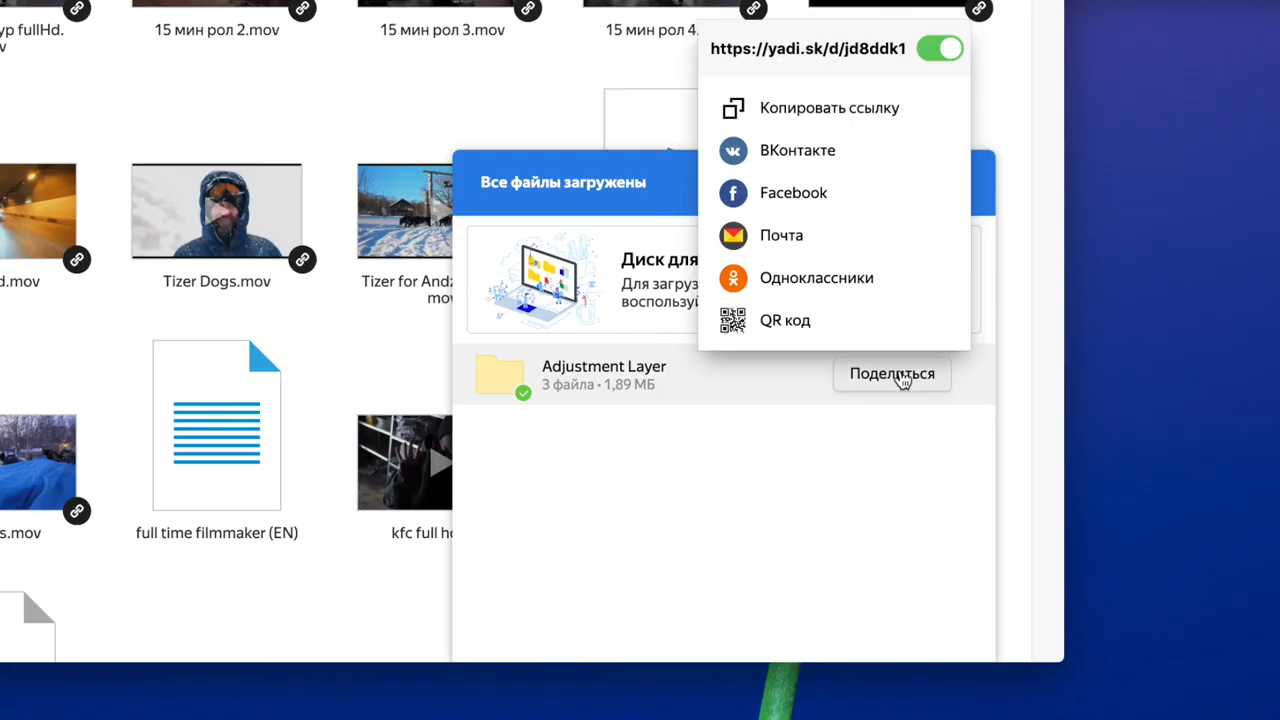 ур fullHd.
v
15 мин рол 2.mov
15 мин рол 3.mov
15 мин рол 4.
https://yadi.sk/d/jd8ddk1
Копировать ссылку
ВКонтакте
Facebook
Почта
Одноклассники
QR код
Все файлы загружены
Диск для
Для загруз
воспользуй
Adjustment Layer
3 файла • 1,89 МБ
Поделиться
d.mov
Tizer Dogs.mov
Tizer for Andz
mov
s.mov
full time filmmaker (EN)
kfc full ho